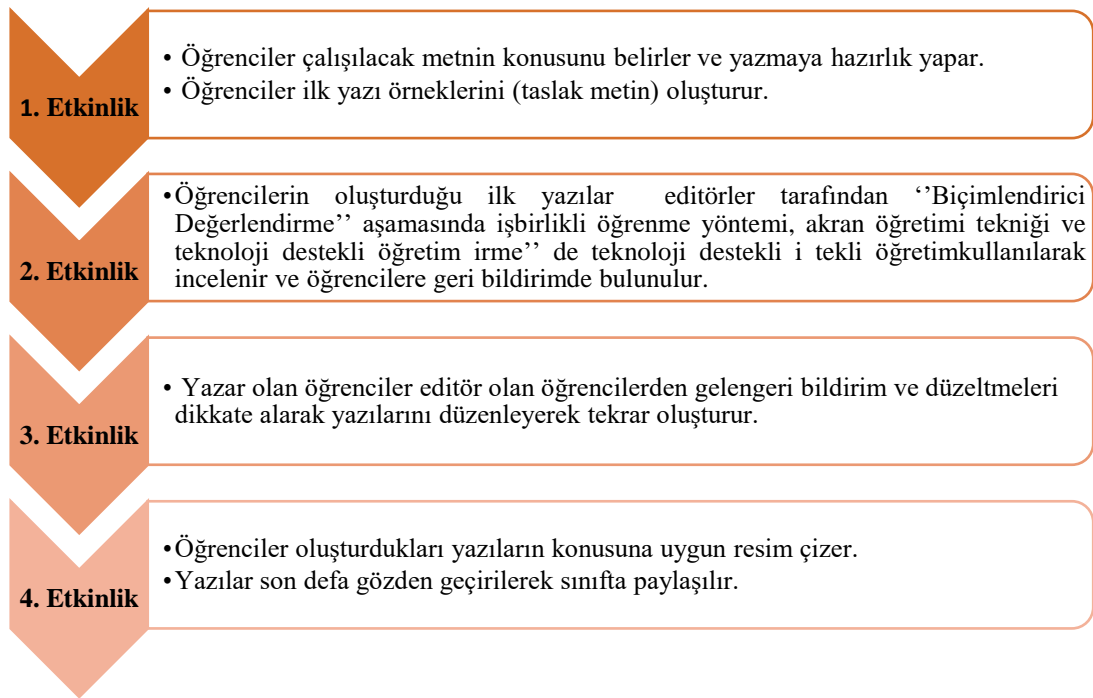 1. Etkinlik
• Öğrenciler çalışılacak metnin konusunu belirler ve yazmaya hazırlık yapar.
• Öğrenciler ilk yazı örneklerini (taslak metin) oluşturur.
2. Etkinlik
•Öğrencilerin oluşturduğu ilk yazılar editörler tarafından ‘’Biçimlendirici
Değerlendirme’’ aşamasında işbirlikli öğrenme yöntemi, akran öğretimi tekniği ve
teknoloji destekli öğretim irme’’ de teknoloji destekli i tekli öğretimkullanılarak
incelenir ve öğrencilere geri bildirimde bulunulur.
3. Etkinlik
• Yazar olan öğrenciler editör olan öğrencilerden gelengeri bildirim ve düzeltmeleri
dikkate alarak yazılarını düzenleyerek tekrar oluşturur.
4. Etkinlik
•Öğrenciler oluşturdukları yazıların konusuna uygun resim çizer.
•Yazılar son defa gözden geçirilerek sınıfta paylaşılır.